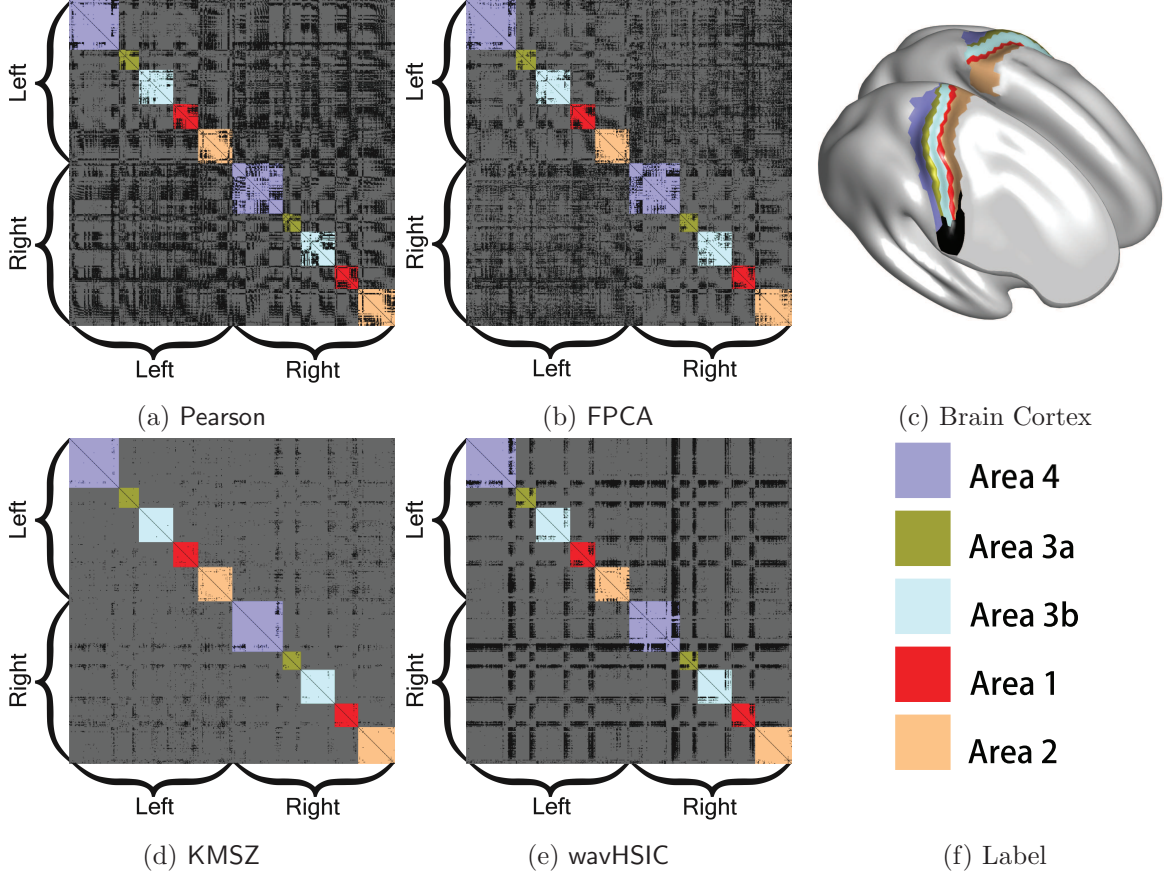 Left
Right
Left
Right
(a) Pearson
Left
Right
Left
Right
(b) FPCA
(c) Brain Cortex
Left
Right
Left
Right
(d) KMSZ
Left
Right
Left
Right
(e) wavHSIC
Area 4
Area 3a
Area 3b
Area 1
Area 2
(f) Label